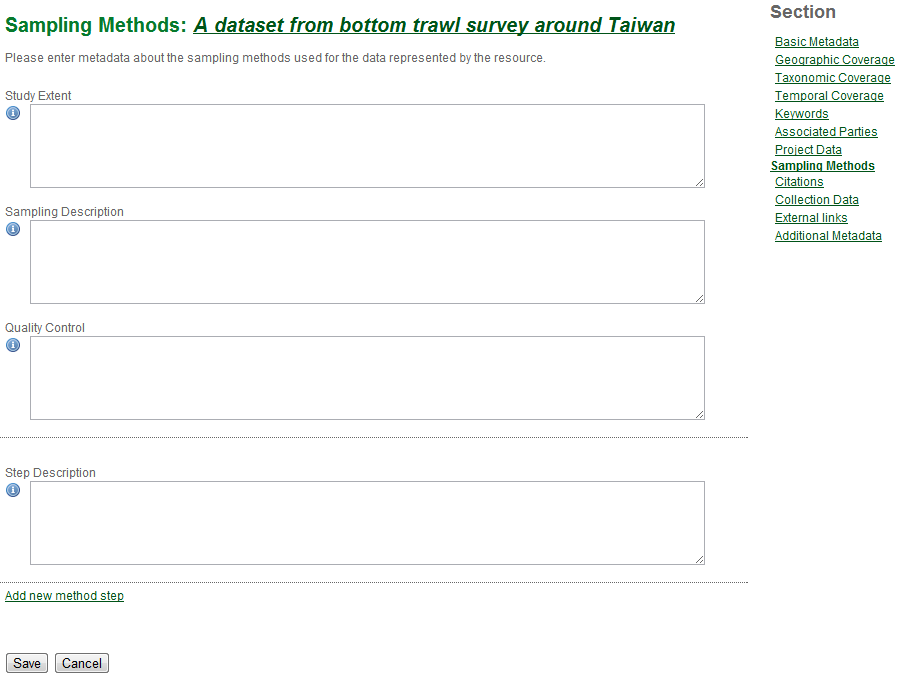 Sampling Methods: A dataset from bottom trawl survey around Taiwan
Please enter metadata about the sampling methods used for the data represented by the resource.
Study Extent
Sampling Description
Quality Control
Step Description
Add new method step
Save Cancel
Section
Basic Metadata
Geographic Coverage
Taxonomic Coverage
Temporal Coverage
Keywords
Associated Parties
Project Data
Sampling Methods
Citations
Collection Data
External links
Additional Metadata